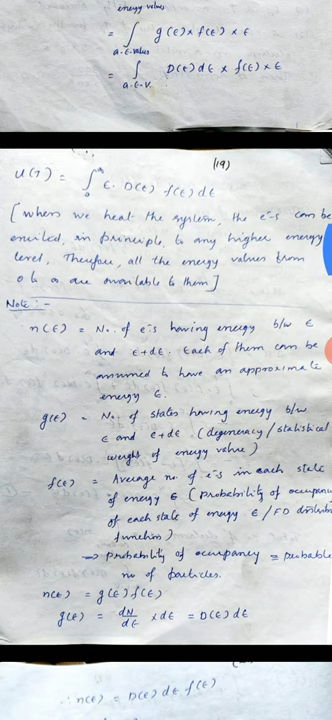 energy values
= ∫ g(ε) × f(ε) × ε
a.ε.values
= ∫ D(ε) dε × f(ε) × ε
a.ε.v.
(19)
u(T) = ∫₀^∞ ε. D(ε) f(ε) dε
[when we heat the system, the e⁻s can be
excited, in principle, to any higher energy
level. Therefore, all the energy values from
0 to ∞ are available to them]
Note :-
n(ε) = No. of e⁻s having energy b/w ε
and ε+dε. Each of them can be
assumed to have an approximate
energy ε.
g(ε) = No. of states having energy b/w
ε and ε+dε (degeneracy/statistical
weight of energy value)
f(ε) = Average no. of e⁻s in each state
of energy ε (probability of
of each state of energy ε / FD
function)
⇒ probability of occupancy = probable
no of particles.
n(ε) = g(ε) f(ε)
g(ε) = dN/dε × dε = D(ε) dε
∴ n(ε) = D(ε) dε f(ε)